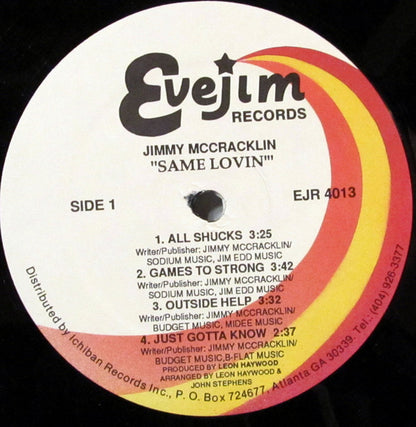 Evejim
RECORDS
JIMMY MCCRACKLIN
"SAME LOVIN'"
SIDE 1
EJR 4013
1. ALL SHUCKS 3:25
Writer/Publisher: JIMMY MCCRACKLIN/
SODIUM MUSIC, JIM EDD MUSIC
2. GAMES TO STRONG 3:42
Writer/Publisher: JIMMY MCCRACKLIN/
SODIUM MUSIC, JIM EDD MUSIC
3. OUTSIDE HELP 3:32
Writer/Publisher: JIMMY MCCRACKLIN/
BUDGET MUSIC, MIDEE MUSIC
4. JUST GOTTA KNOW 2:37
Writer/Publisher: JIMMY MCCRACKLIN/
BUDGET MUSIC,B-FLAT MUSIC
PRODUCED BY LEON HAYWOOD
ARRANGED BY LEON HAYWOOD &
JOHN STEPHENS
Distributed by Ichiban Records Inc., P. O. Box 724677, Atlanta GA 30339. Tel.: (404) 926-3377